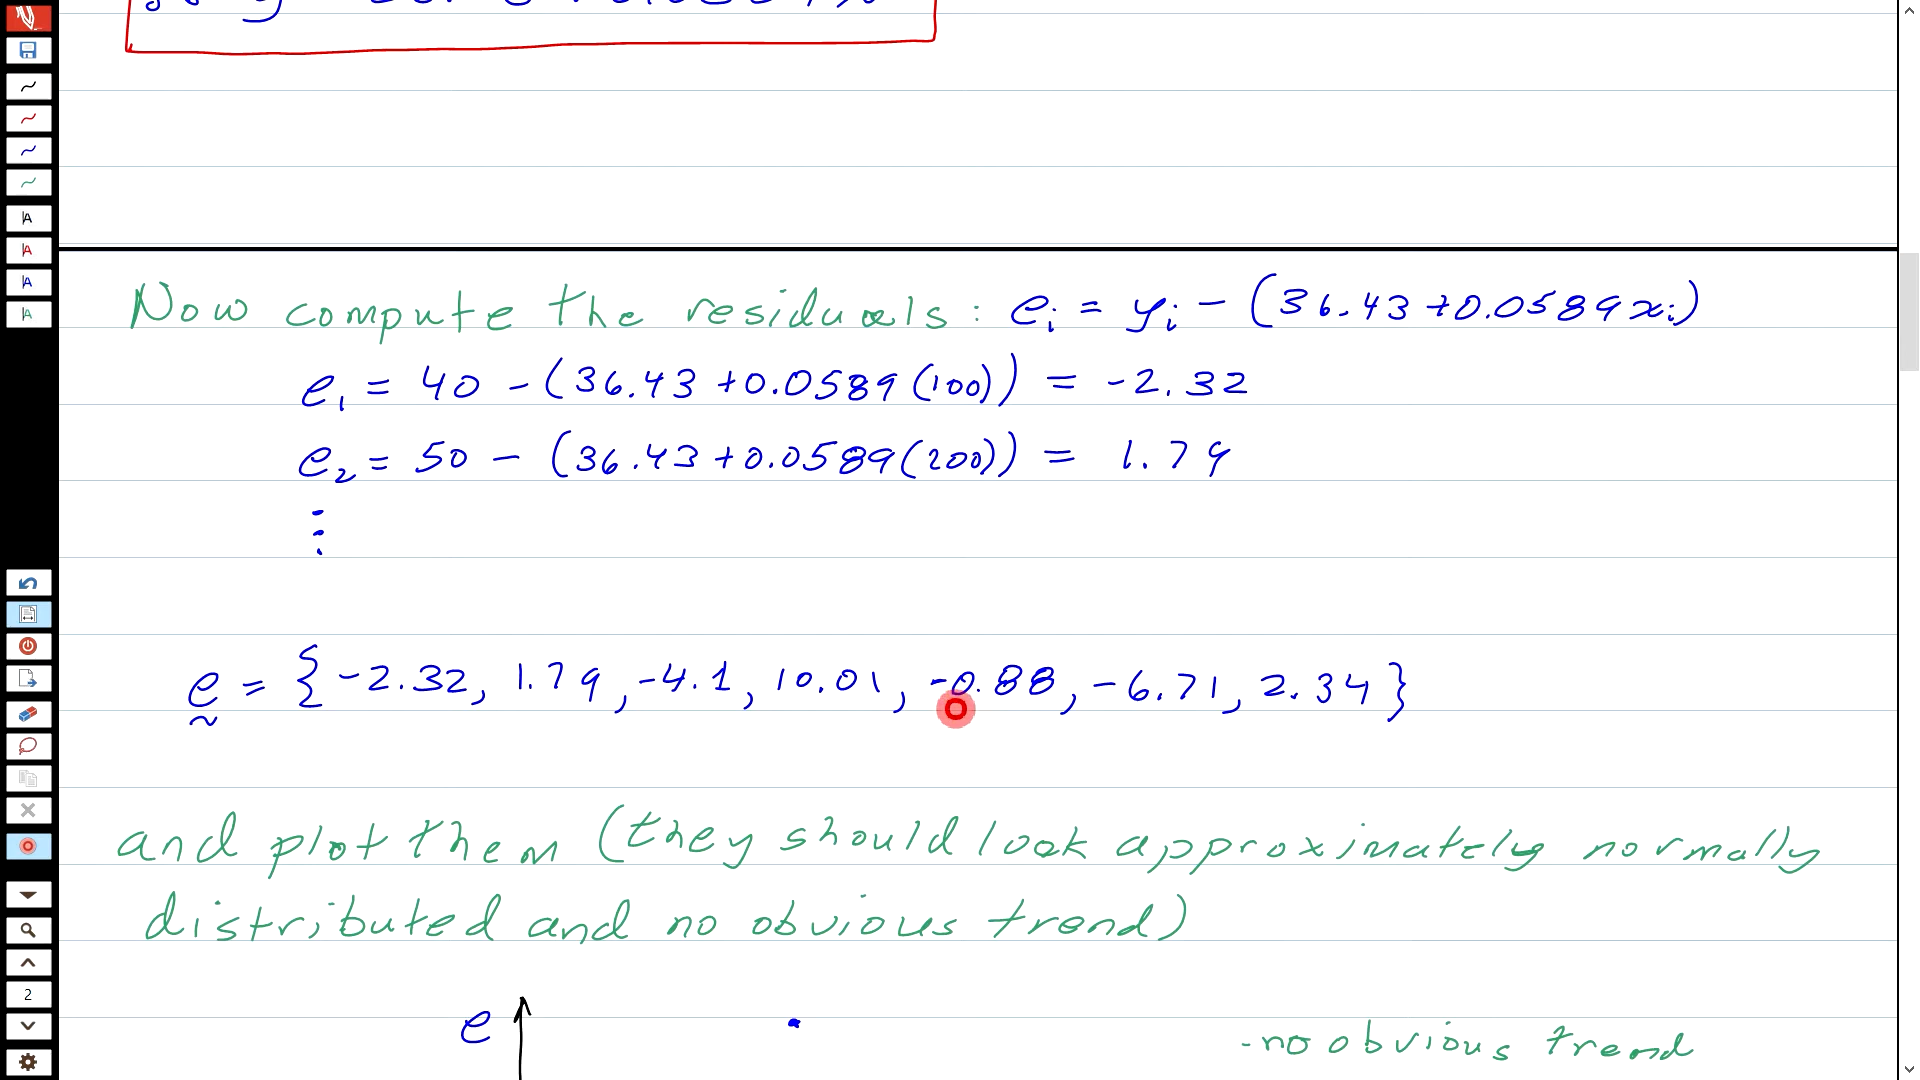 Now compute the residuals: eᵢ = yᵢ - (36.43 + 0.0589xᵢ)
e₁ = 40 - (36.43 + 0.0589(100)) = -2.32
e₂ = 50 - (36.43 + 0.0589(200)) = 1.79
⋮
e = {-2.32, 1.79, -4.1, 10.01, -0.88, -6.71, 2.34}
~
and plot them (they should look approximately normally
distributed and no obvious trend)
e
-no obvious trend
A
A
A
A
2